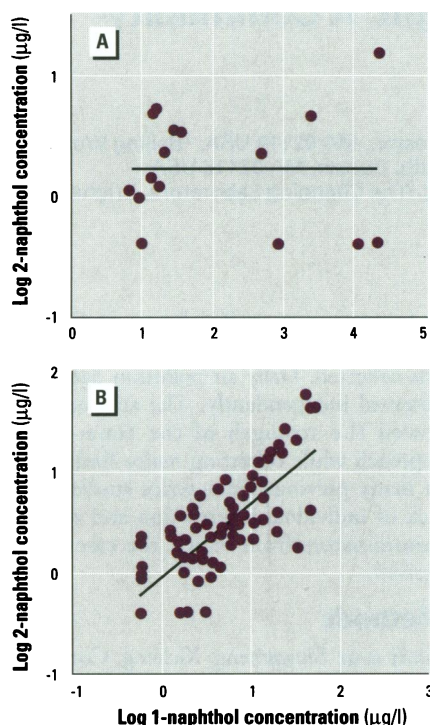 A
Log 2-naphthol concentration (µg/l)
1
0
-1
0 1 2 3 4 5
B
Log 2-naphthol concentration (µg/l)
2
1
0
-1
-1 0 1 2 3
Log 1-naphthol concentration (µg/l)